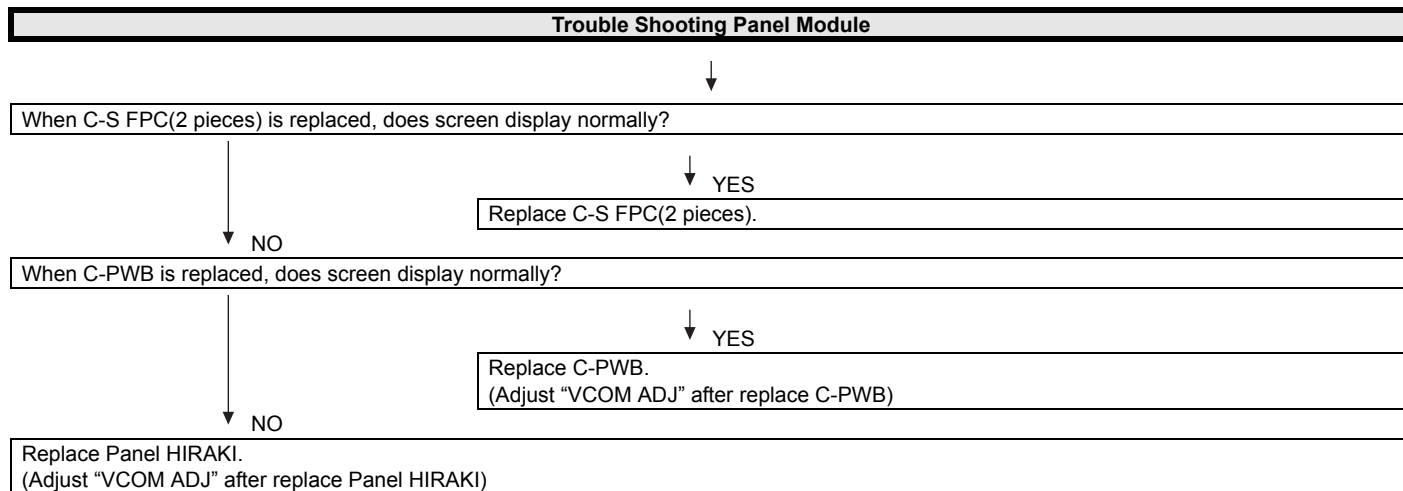 Trouble Shooting Panel Module
When C-S FPC(2 pieces) is replaced, does screen display normally?
YES
Replace C-S FPC(2 pieces).
NO
When C-PWB is replaced, does screen display normally?
YES
Replace C-PWB.
(Adjust “VCOM ADJ” after replace C-PWB)
NO
Replace Panel HIRAKI.
(Adjust “VCOM ADJ” after replace Panel HIRAKI)